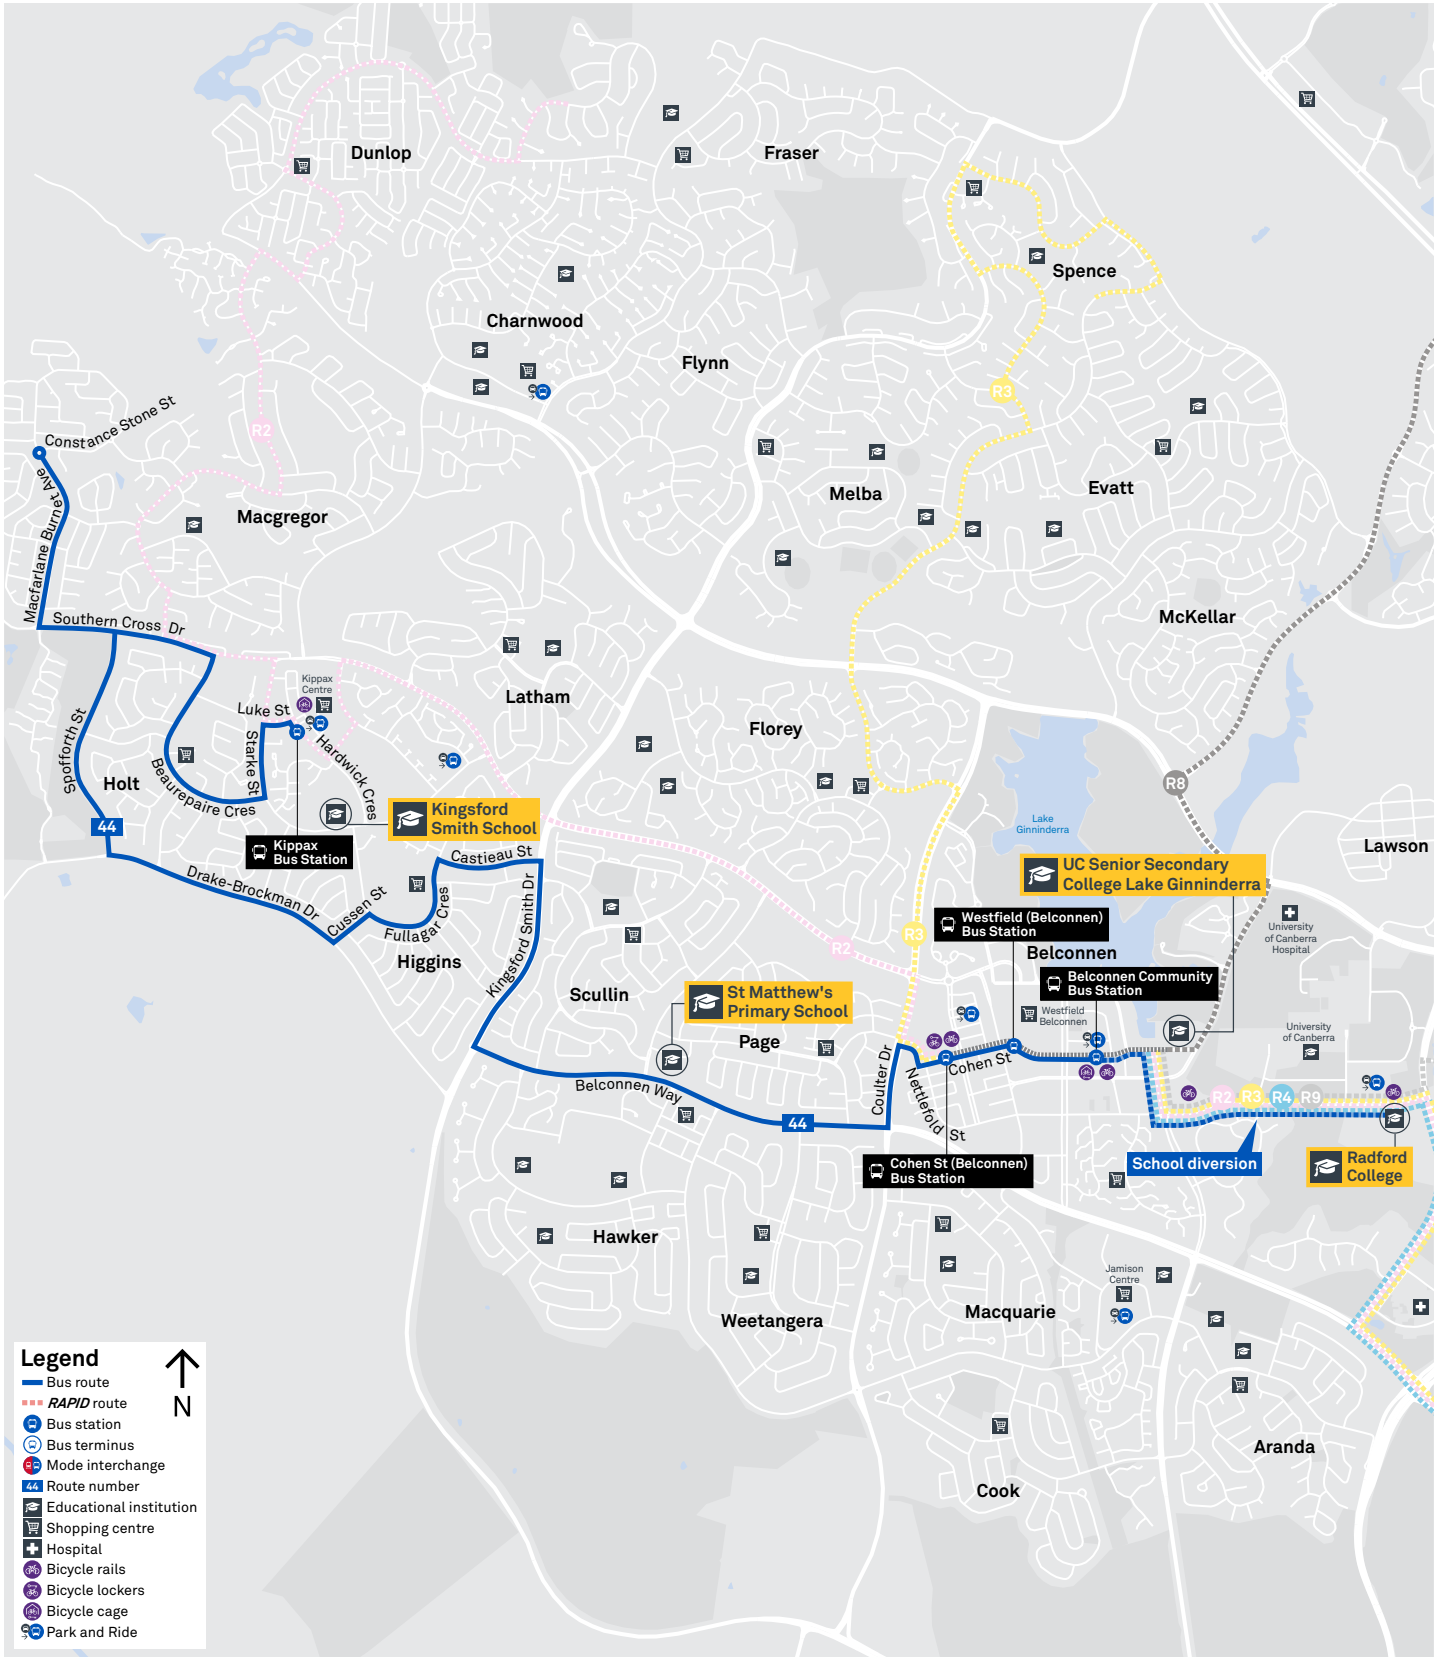 Dunlop
Fraser
Spence
Charnwood
Flynn
R3
Constance Stone St
R2
Macfarlane Burnet Ave
Melba
Evatt
Macgregor
McKellar
Southern Cross Dr
Kippax
Centre
Latham
Luke St
Spofforth St
Starke St
Hardwick Cres
Florey
Holt
Beaurepaire Cres
R8
44
Kingsford
Smith School
Lake
Ginninderra
Kippax
Bus Station
Castieau St
Lawson
UC Senior Secondary
College Lake Ginninderra
Drake-Brockman Dr
Cussen St
Fullagar Cres
Kingsford Smith Dr
Higgins
R2
R3
Westfield (Belconnen)
Bus Station
University
of Canberra
Hospital
Belconnen
Belconnen Community
Bus Station
Scullin
St Matthew's
Primary School
Page
Westfield
Belconnen
University
of Canberra
Coulter Dr
Nettlefold St
Cohen St
Belconnen Way
44
R2
R3
R4
R9
Cohen St (Belconnen)
Bus Station
School diversion
Radford
College
Hawker
Jamison
Centre
Weetangera
Macquarie
Aranda
Cook
Legend
N
Bus route
RAPID route
Bus station
Bus terminus
Mode interchange
44 Route number
Educational institution
Shopping centre
Hospital
Bicycle rails
Bicycle lockers
Bicycle cage
Park and Ride